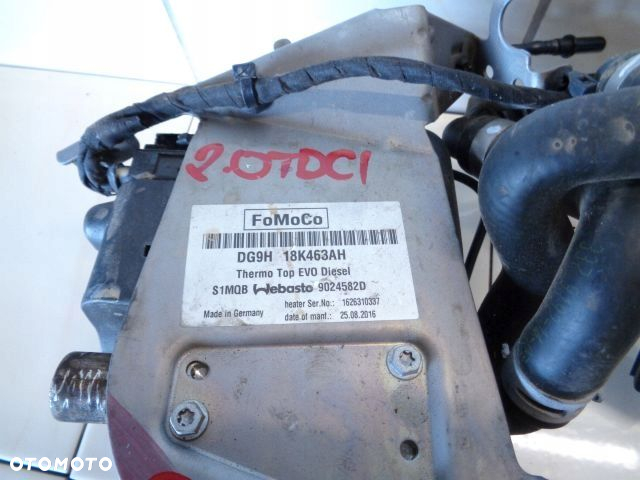 2.0TDCI
FoMoCo
DG9H 18K463AH
Thermo Top EVO Diesel
S1MQB Webasto 9024582D
heater Ser.No.: 1626310337
Made in Germany date of manf.: 25.08.2016
OTOMOTO